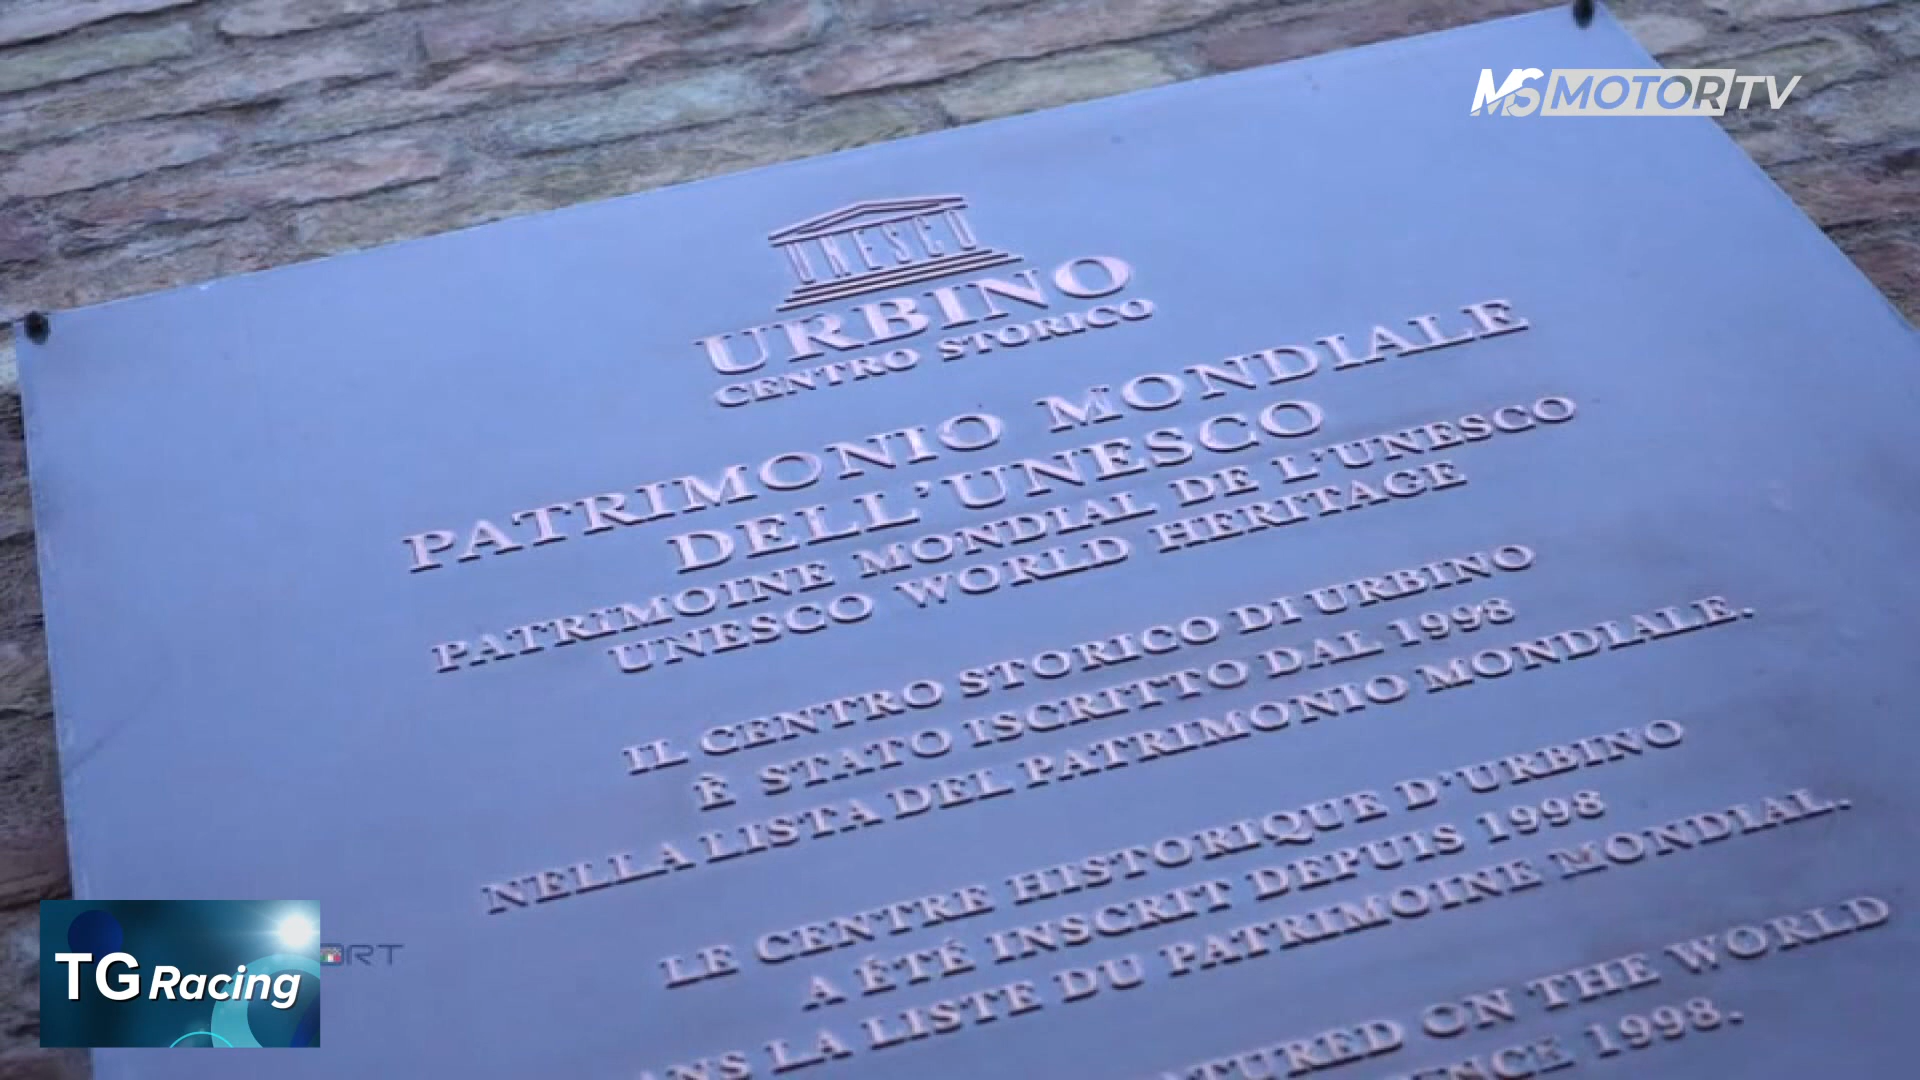 MS MOTORTV
UNESCO
URBINO
CENTRO STORICO
PATRIMONIO MONDIALE
DELL'UNESCO
PATRIMOINE MONDIAL DE L'UNESCO
UNESCO WORLD HERITAGE
IL CENTRO STORICO DI URBINO
È STATO ISCRITTO DAL 1998
NELLA LISTA DEL PATRIMONIO MONDIALE.
LE CENTRE HISTORIQUE D'URBINO
A ÉTÉ INSCRIT DEPUIS 1998
LA LISTE DU PATRIMOINE MONDIAL.
ON THE WORLD
1998.
TG Racing